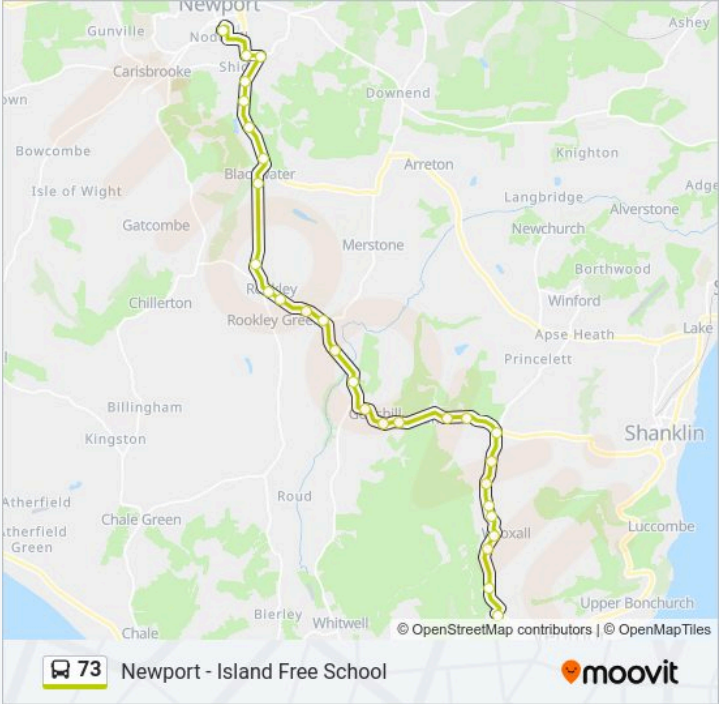 Newport
Gunville
Ashey
Carisbrooke
Downend
Bowcombe
Knighton
Arreton
Isle of Wight
Langbridge
Alverstone
Gatcombe
Newchurch
Merstone
Borthwood
Chillerton
Winford
Rookley Gree
Apse Heath
Lake
Princelett
Billingham
Kingston
Shanklin
Roud
Atherfield
Chale Green
therfield
Green
Luccombe
Upper Bonchurch
Bierley
Whitwell
Chale
© OpenStreetMap contributors | © OpenMapTiles
73 Newport - Island Free School
moovit